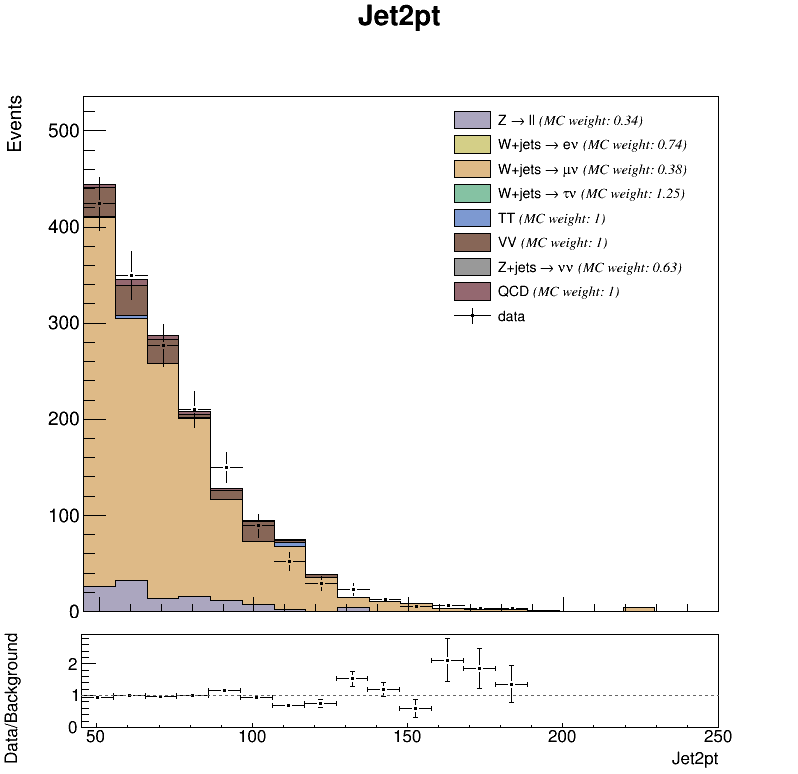 Jet2pt
Events
500
400
300
200
100
0
Z → ll (MC weight: 0.34)
W+jets → eν (MC weight: 0.74)
W+jets → μν (MC weight: 0.38)
W+jets → τν (MC weight: 1.25)
TT (MC weight: 1)
VV (MC weight: 1)
Z+jets → νν (MC weight: 0.63)
QCD (MC weight: 1)
data
Data/Background
2
1
0
50 100 150 200 250
Jet2pt